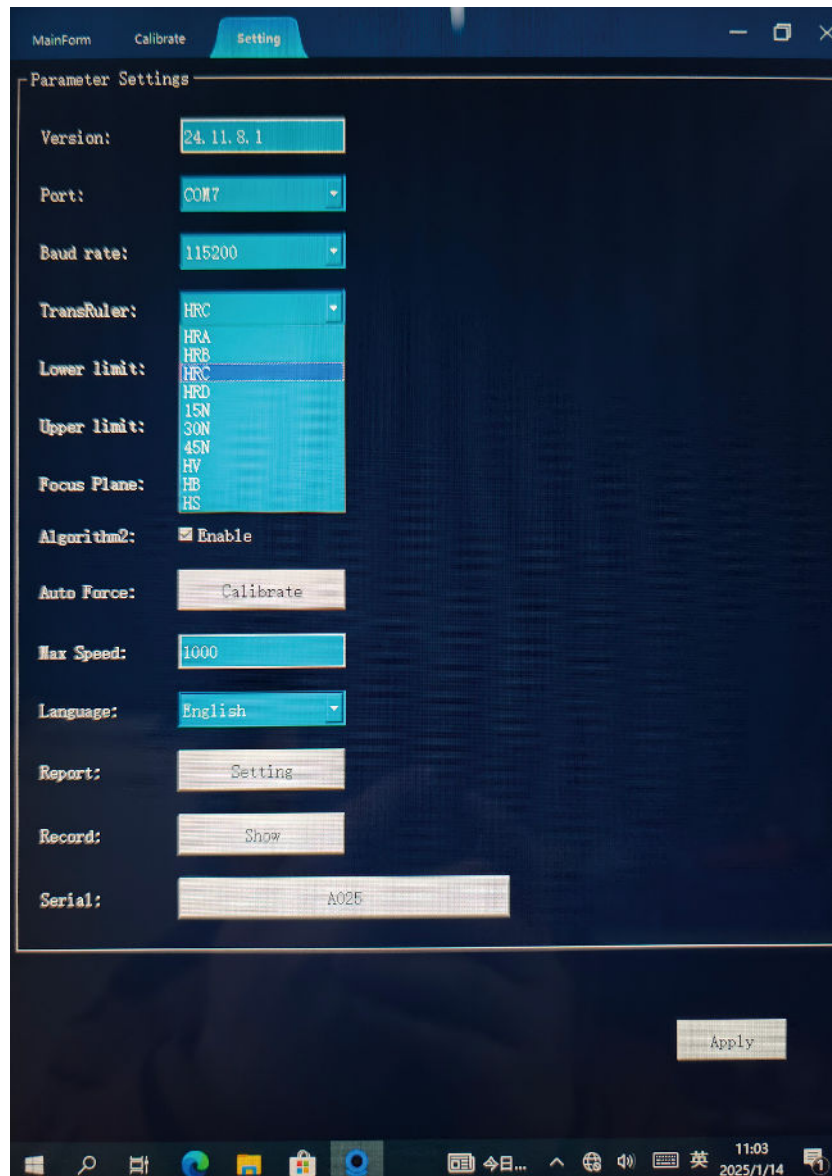 MainForm Calibrate Setting
Parameter Settings
Version: 24.11.8.1
Port: COM7
Baud rate: 115200
TransRuler: HRC
HRA
HRB
Lower limit: HRC
HRD
15N
Upper limit: 30N
45N
HV
Focus Plane: HB
HS
Algorithm2: Enable
Auto Force: Calibrate
Max Speed: 1000
Language: English
Report: Setting
Record: Show
Serial: A025
Apply
今日... 英 11:03
2025/1/14